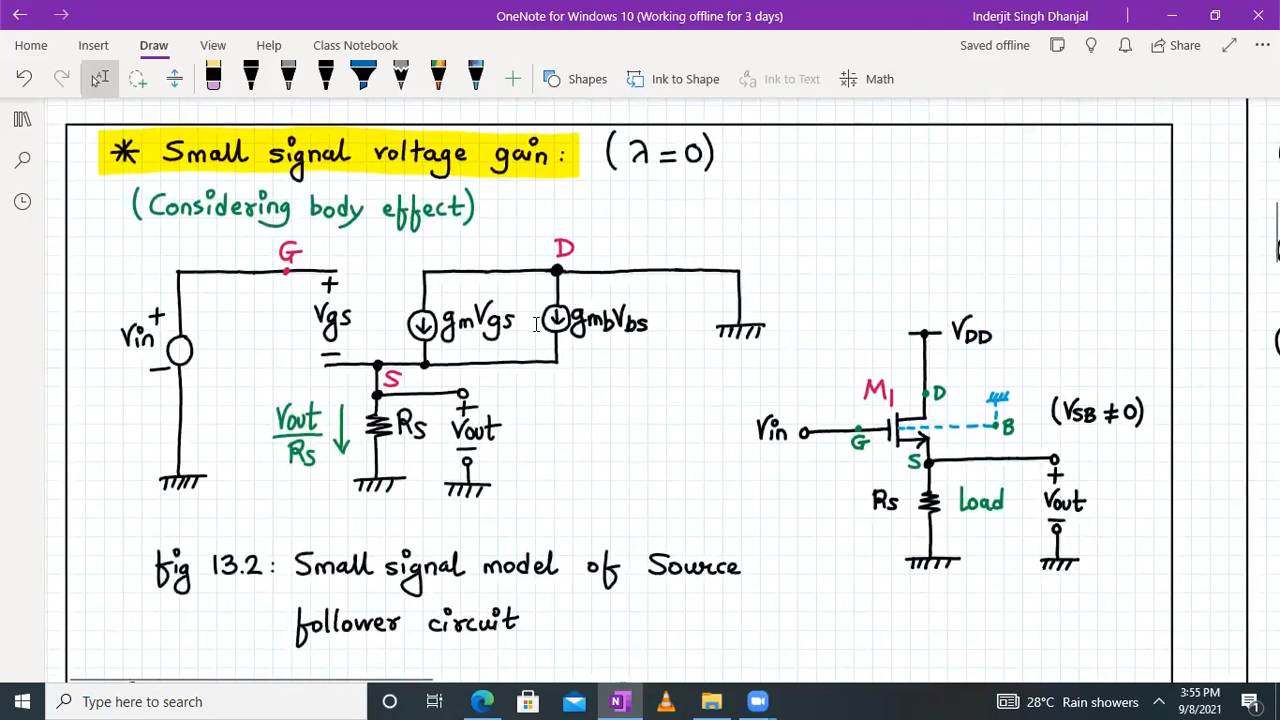 OneNote for Windows 10 (Working offline for 3 days)
Inderjit Singh Dhanjal
Home Insert Draw View Help Class Notebook
Saved offline
Share
Shapes
Ink to Shape
Ink to Text
Math
* Small signal voltage gain: (λ=0)
(Considering body effect)
G
D
Vin
+
−
+
Vgs
−
gmVgs
gmbVbs
S
Vout/Rs
Rs
+
Vout
−
VDD
M1
D
Vin
G
B
(VSB ≠ 0)
S
Rs
Load
+
Vout
−
fig 13.2: Small signal model of Source
follower circuit
Type here to search
28°C Rain showers
3:55 PM
9/8/2021
1